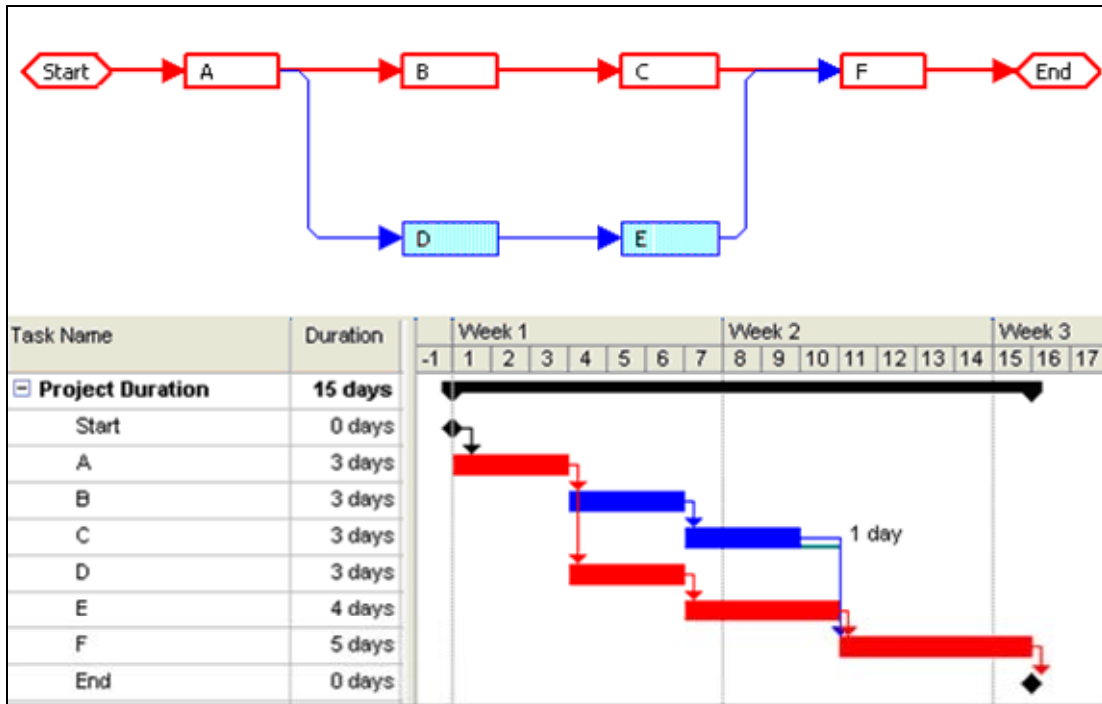 Start A B C F End
D E
Task Name Duration Week 1 Week 2 Week 3
-1 1 2 3 4 5 6 7 8 9 10 11 12 13 14 15 16 17
Project Duration 15 days
Start 0 days
A 3 days
B 3 days
C 3 days 1 day
D 3 days
E 4 days
F 5 days
End 0 days